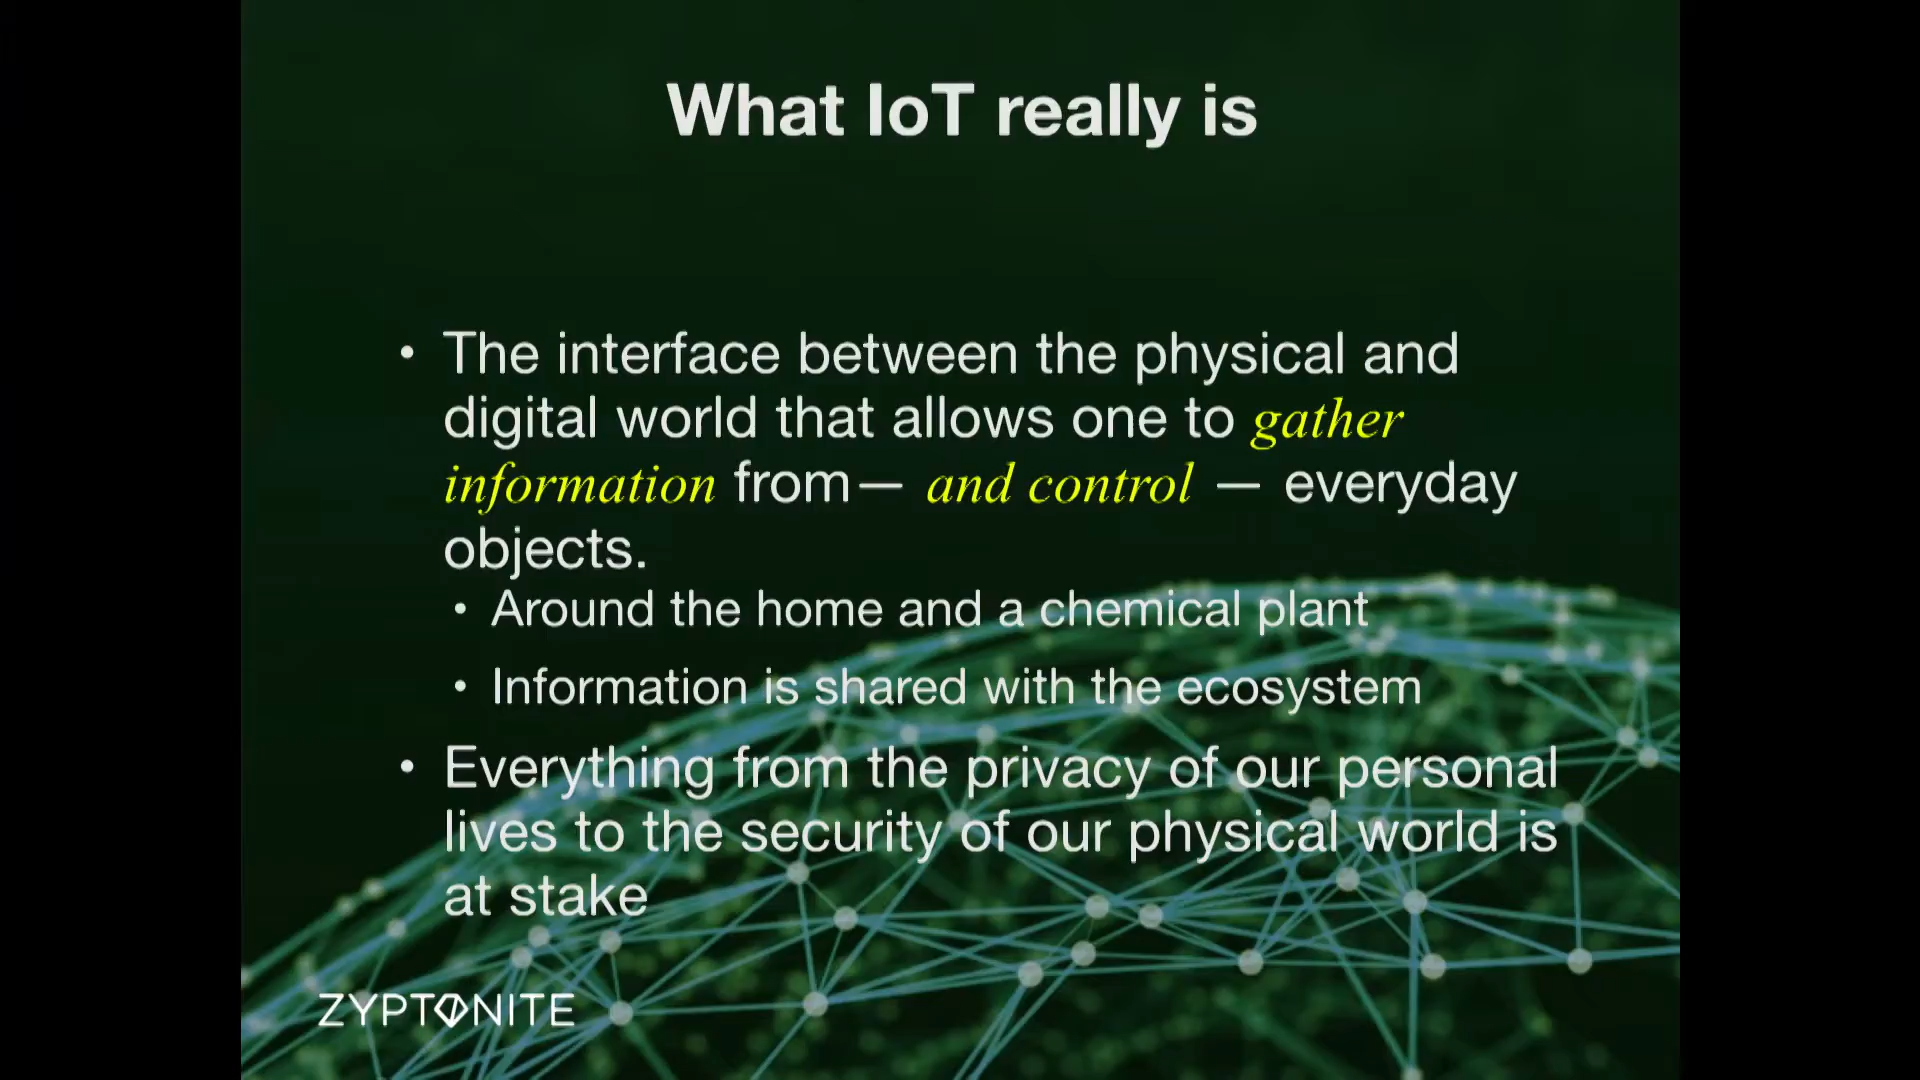 What IoT really is
• The interface between the physical and
digital world that allows one to gather
information from— and control — everyday
objects.
• Around the home and a chemical plant
• Information is shared with the ecosystem
• Everything from the privacy of our personal
lives to the security of our physical world is
at stake
ZYPTONITE